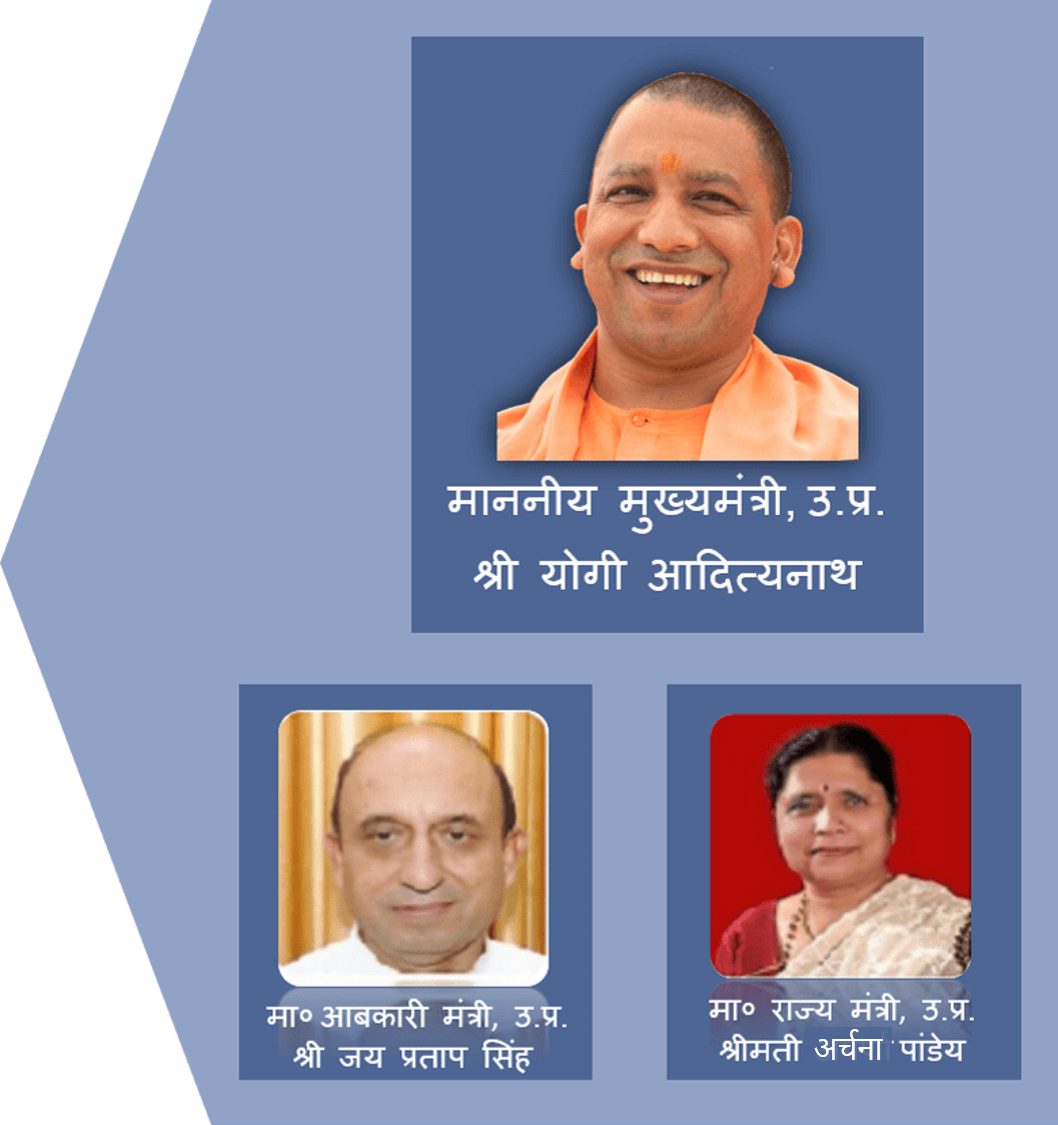 माननीय मुख्यमंत्री, उ.प्र.
श्री योगी आदित्यनाथ
मा० आबकारी मंत्री, उ.प्र.
श्री जय प्रताप सिंह
मा० राज्य मंत्री, उ.प्र.
श्रीमती अर्चना पांडेय